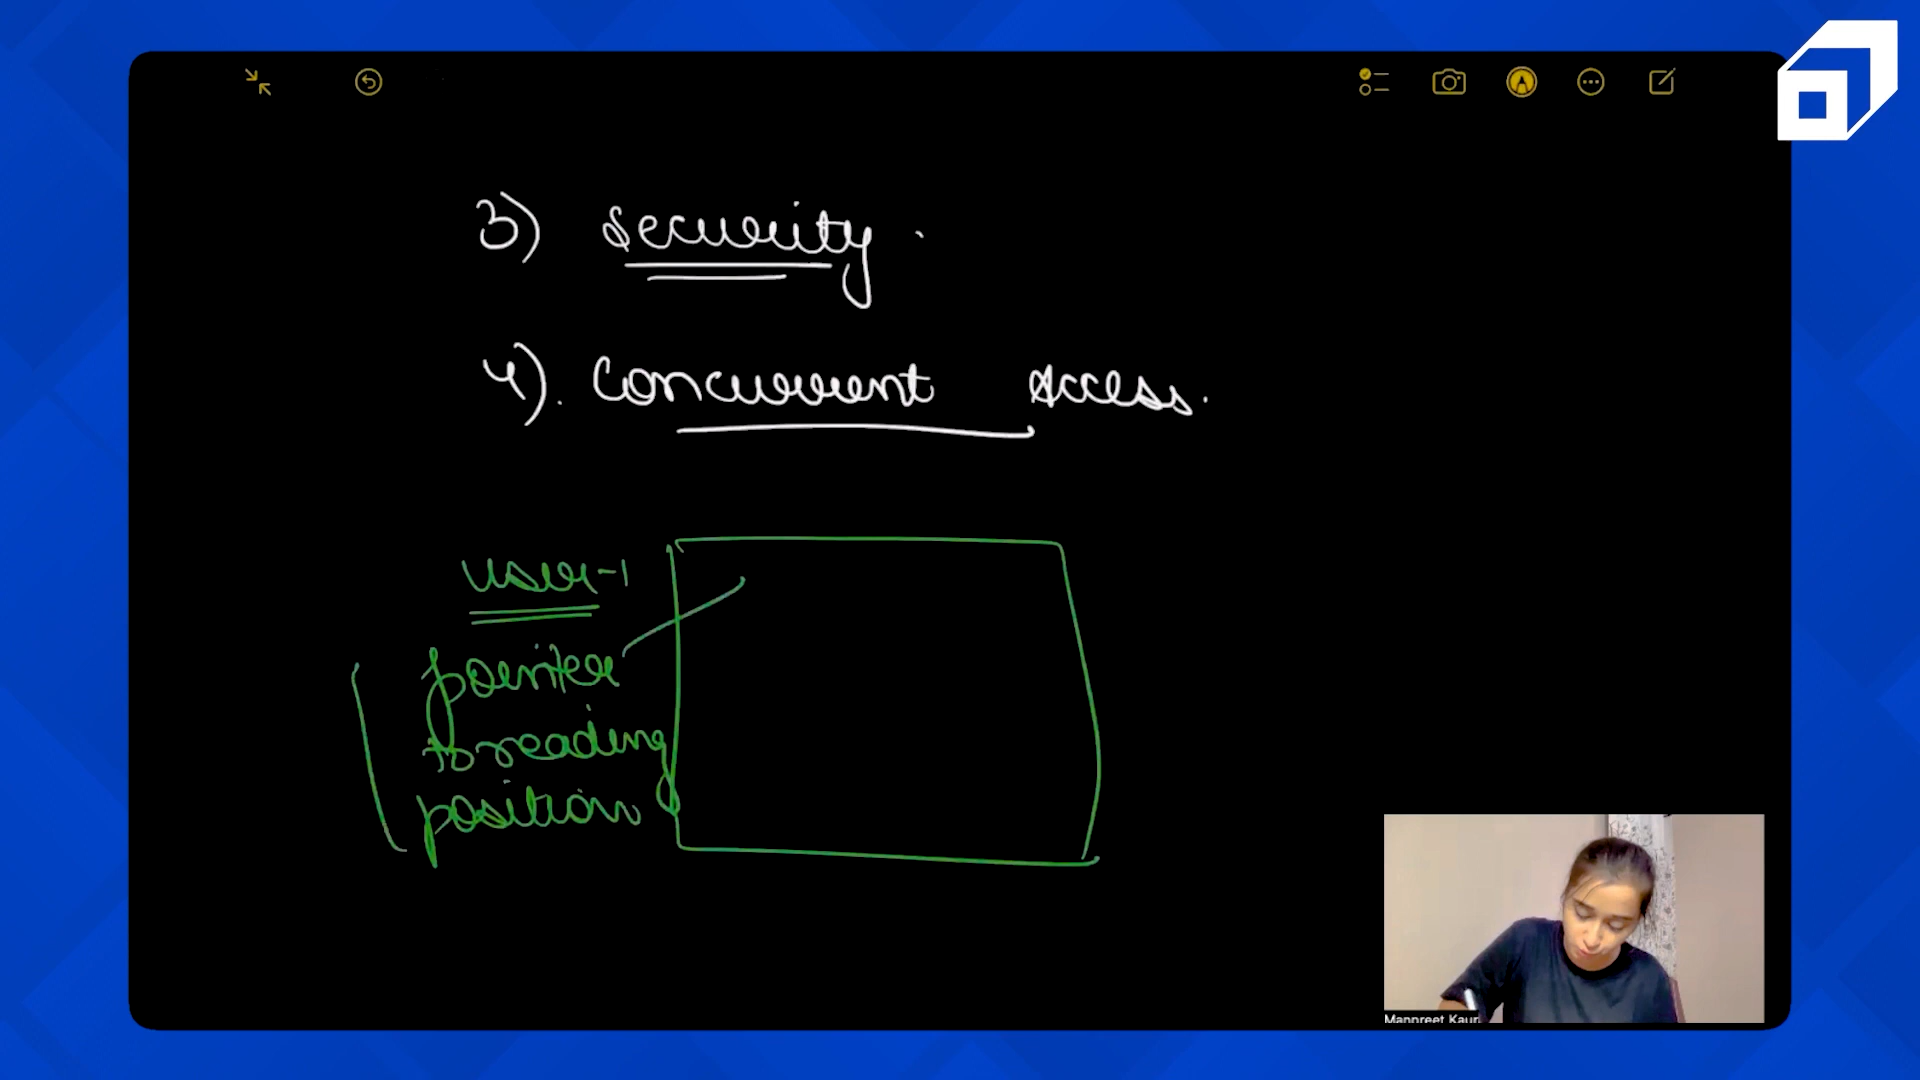 3) Security.
4). Concurrent Access.
User-1
pointer
to reading
position
Manpreet Kaur